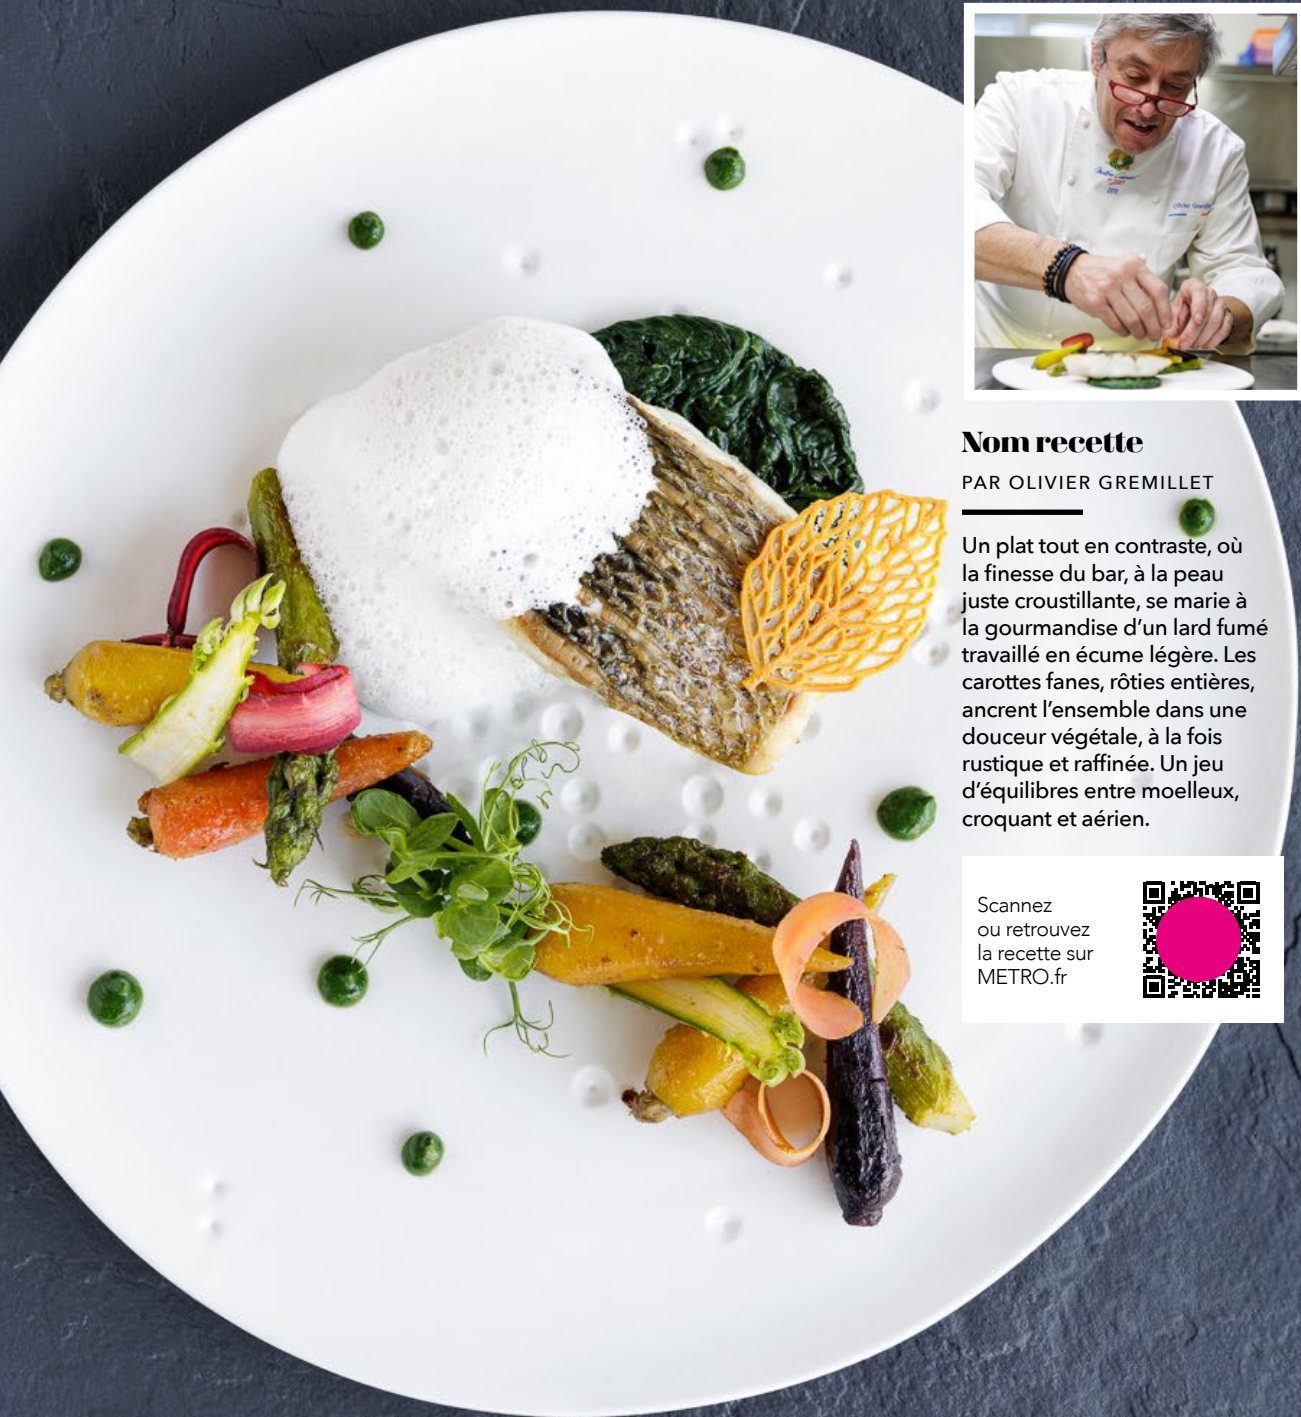 2011
Nom recette
PAR OLIVIER GREMILLET
Un plat tout en contraste, où
la finesse du bar, à la peau
juste croustillante, se marie à
la gourmandise d’un lard fumé
travaillé en écume légère. Les
carottes fanes, rôties entières,
ancrent l’ensemble dans une
douceur végétale, à la fois
rustique et raffinée. Un jeu
d’équilibres entre moelleux,
croquant et aérien.
Scannez
ou retrouvez
la recette sur
METRO.fr